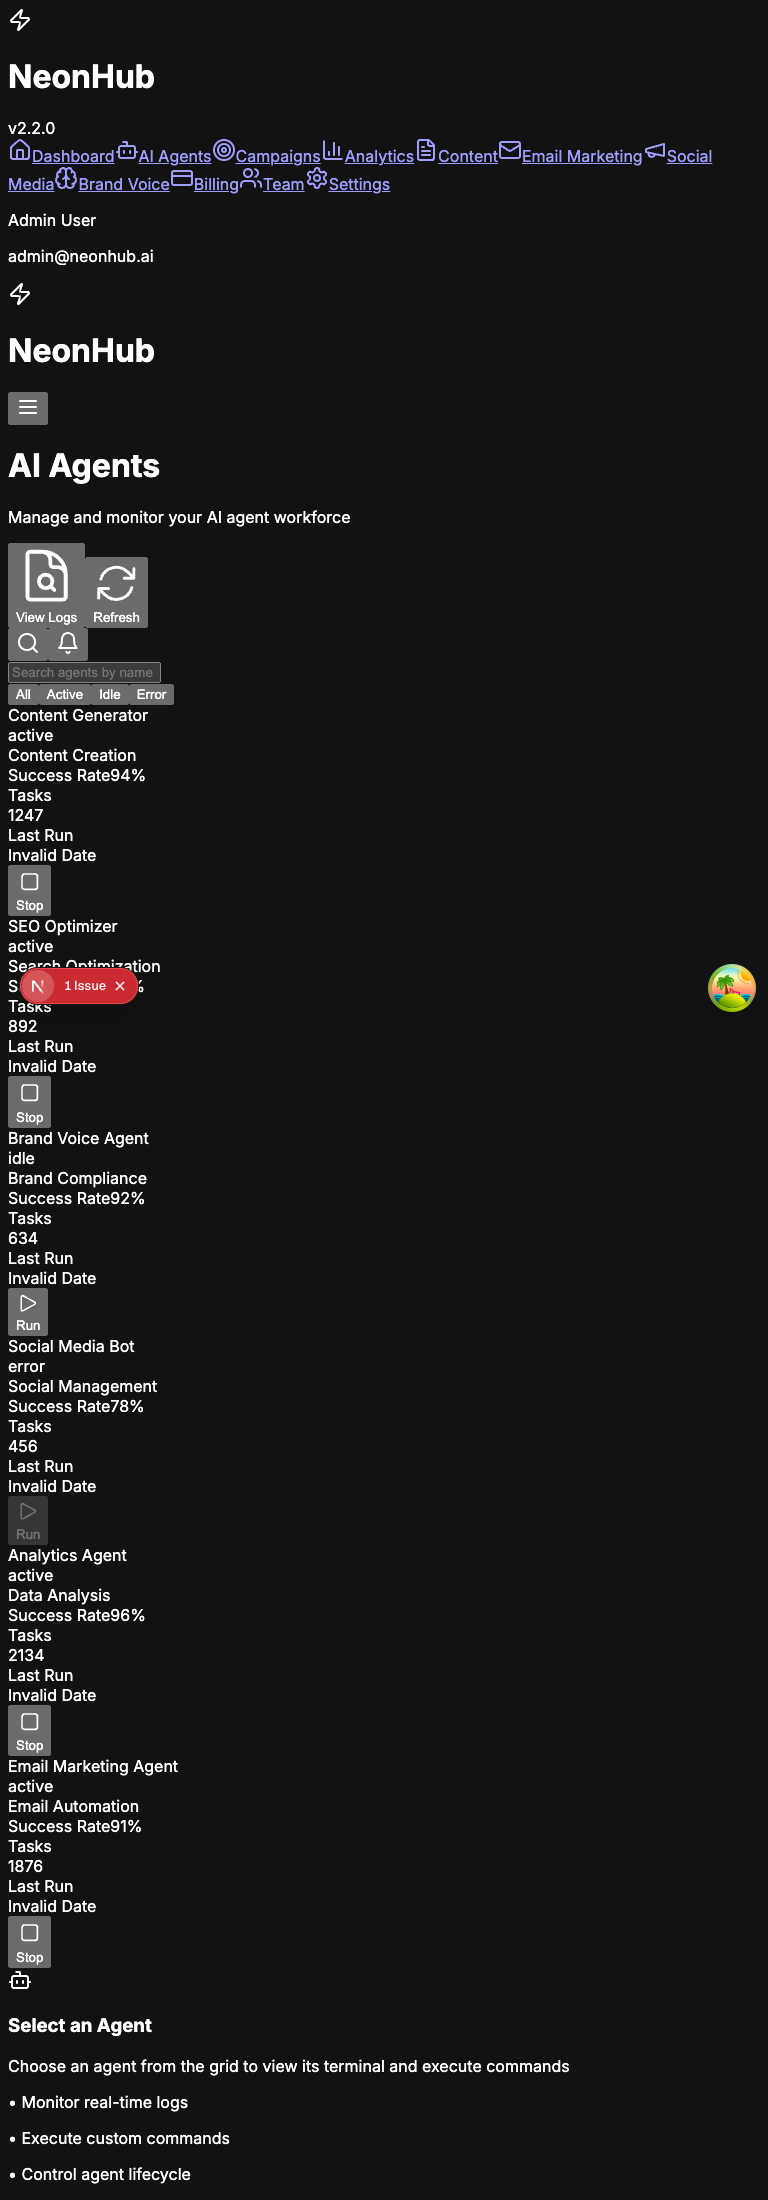 NeonHub
v2.2.0
Dashboard AI Agents Campaigns Analytics Content Email Marketing Social
Media Brand Voice Billing Team Settings
Admin User
admin@neonhub.ai
NeonHub
AI Agents
Manage and monitor your AI agent workforce
View Logs Refresh
Search agents by name
All Active Idle Error
Content Generator
active
Content Creation
Success Rate94%
Tasks
1247
Last Run
Invalid Date
Stop
SEO Optimizer
active
Search Optimization
S %
N 1 Issue
Tasks
892
Last Run
Invalid Date
Stop
Brand Voice Agent
idle
Brand Compliance
Success Rate92%
Tasks
634
Last Run
Invalid Date
Run
Social Media Bot
error
Social Management
Success Rate78%
Tasks
456
Last Run
Invalid Date
Run
Analytics Agent
active
Data Analysis
Success Rate96%
Tasks
2134
Last Run
Invalid Date
Stop
Email Marketing Agent
active
Email Automation
Success Rate91%
Tasks
1876
Last Run
Invalid Date
Stop
Select an Agent
Choose an agent from the grid to view its terminal and execute commands
• Monitor real-time logs
• Execute custom commands
• Control agent lifecycle